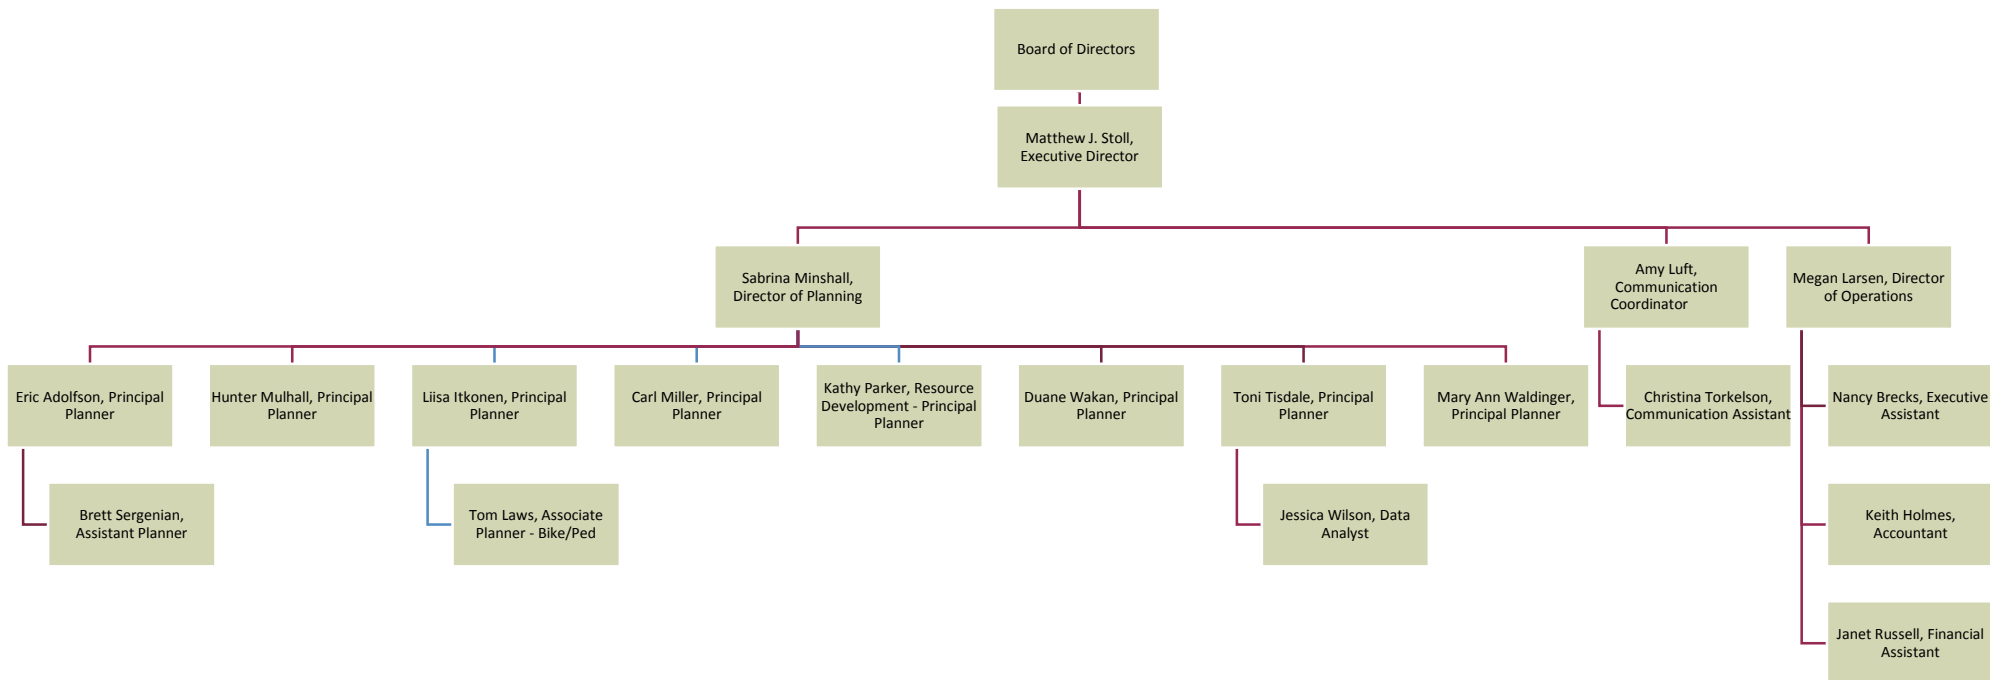 Board of Directors
Matthew J. Stoll,
Executive Director
Sabrina Minshall,
Director of Planning
Amy Luft,
Communication
Coordinator
Megan Larsen, Director
of Operations
Eric Adolfson, Principal
Planner
Hunter Mulhall, Principal
Planner
Liisa Itkonen, Principal
Planner
Carl Miller, Principal
Planner
Kathy Parker, Resource
Development - Principal
Planner
Duane Wakan, Principal
Planner
Toni Tisdale, Principal
Planner
Mary Ann Waldinger,
Principal Planner
Christina Torkelson,
Communication Assistant
Nancy Brecks, Executive
Assistant
Brett Sergenian,
Assistant Planner
Tom Laws, Associate
Planner - Bike/Ped
Jessica Wilson, Data
Analyst
Keith Holmes,
Accountant
Janet Russell, Financial
Assistant